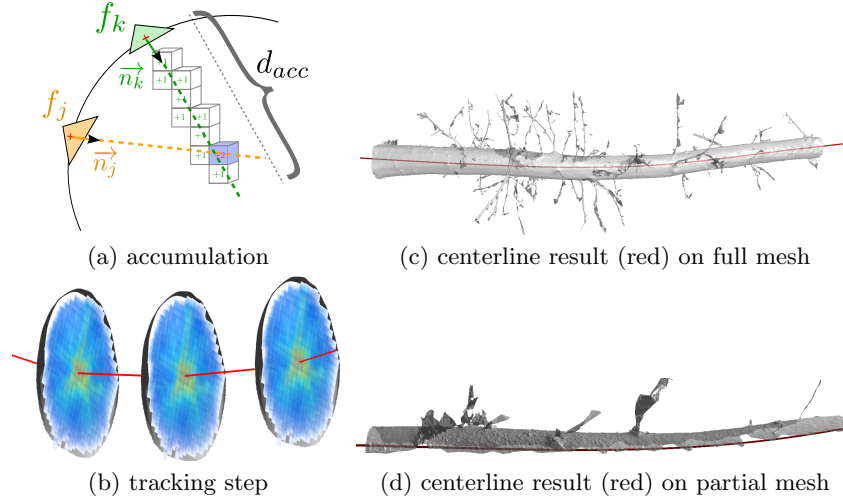 f_k
d_acc
n_k
+1 +1
+1
+1 +1
+1
+1
+1
f_j
n_j
(a) accumulation
(c) centerline result (red) on full mesh
(b) tracking step
(d) centerline result (red) on partial mesh